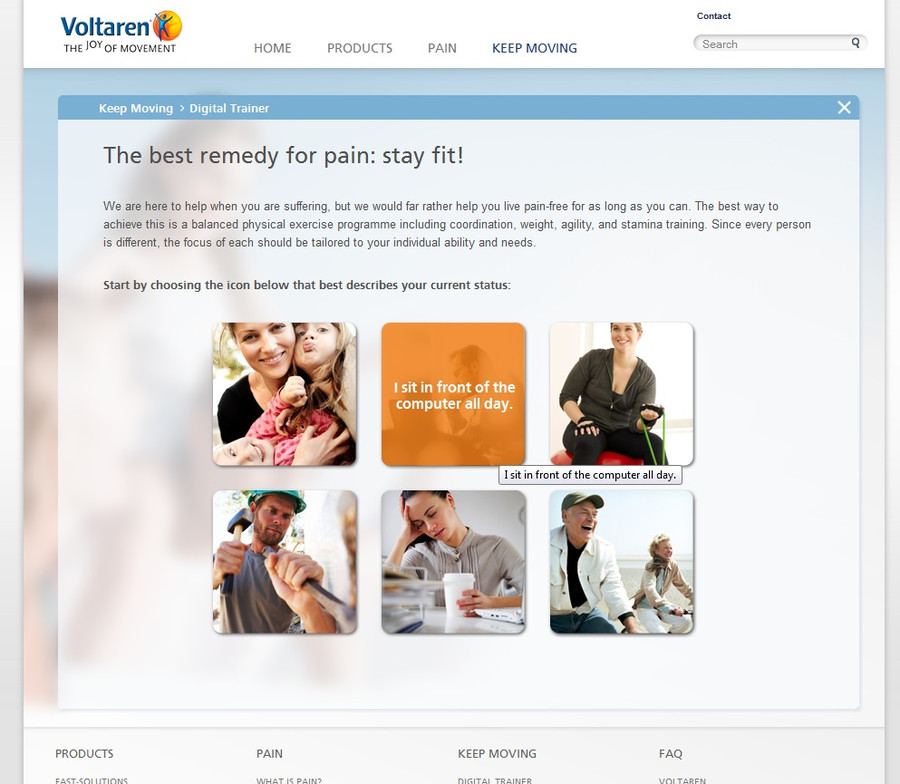 Voltaren
THE JOY OF MOVEMENT
Contact
Search
HOME
PRODUCTS
PAIN
KEEP MOVING
Keep Moving > Digital Trainer
The best remedy for pain: stay fit!
We are here to help when you are suffering, but we would far rather help you live pain-free for as long as you can. The best way to
achieve this is a balanced physical exercise programme including coordination, weight, agility, and stamina training. Since every person
is different, the focus of each should be tailored to your individual ability and needs.
Start by choosing the icon below that best describes your current status:
I sit in front of the
computer all day.
I sit in front of the computer all day.
PRODUCTS
PAIN
KEEP MOVING
FAQ
FAST-SOLUTIONS
WHAT IS PAIN?
DIGITAL TRAINER
VOLTAREN